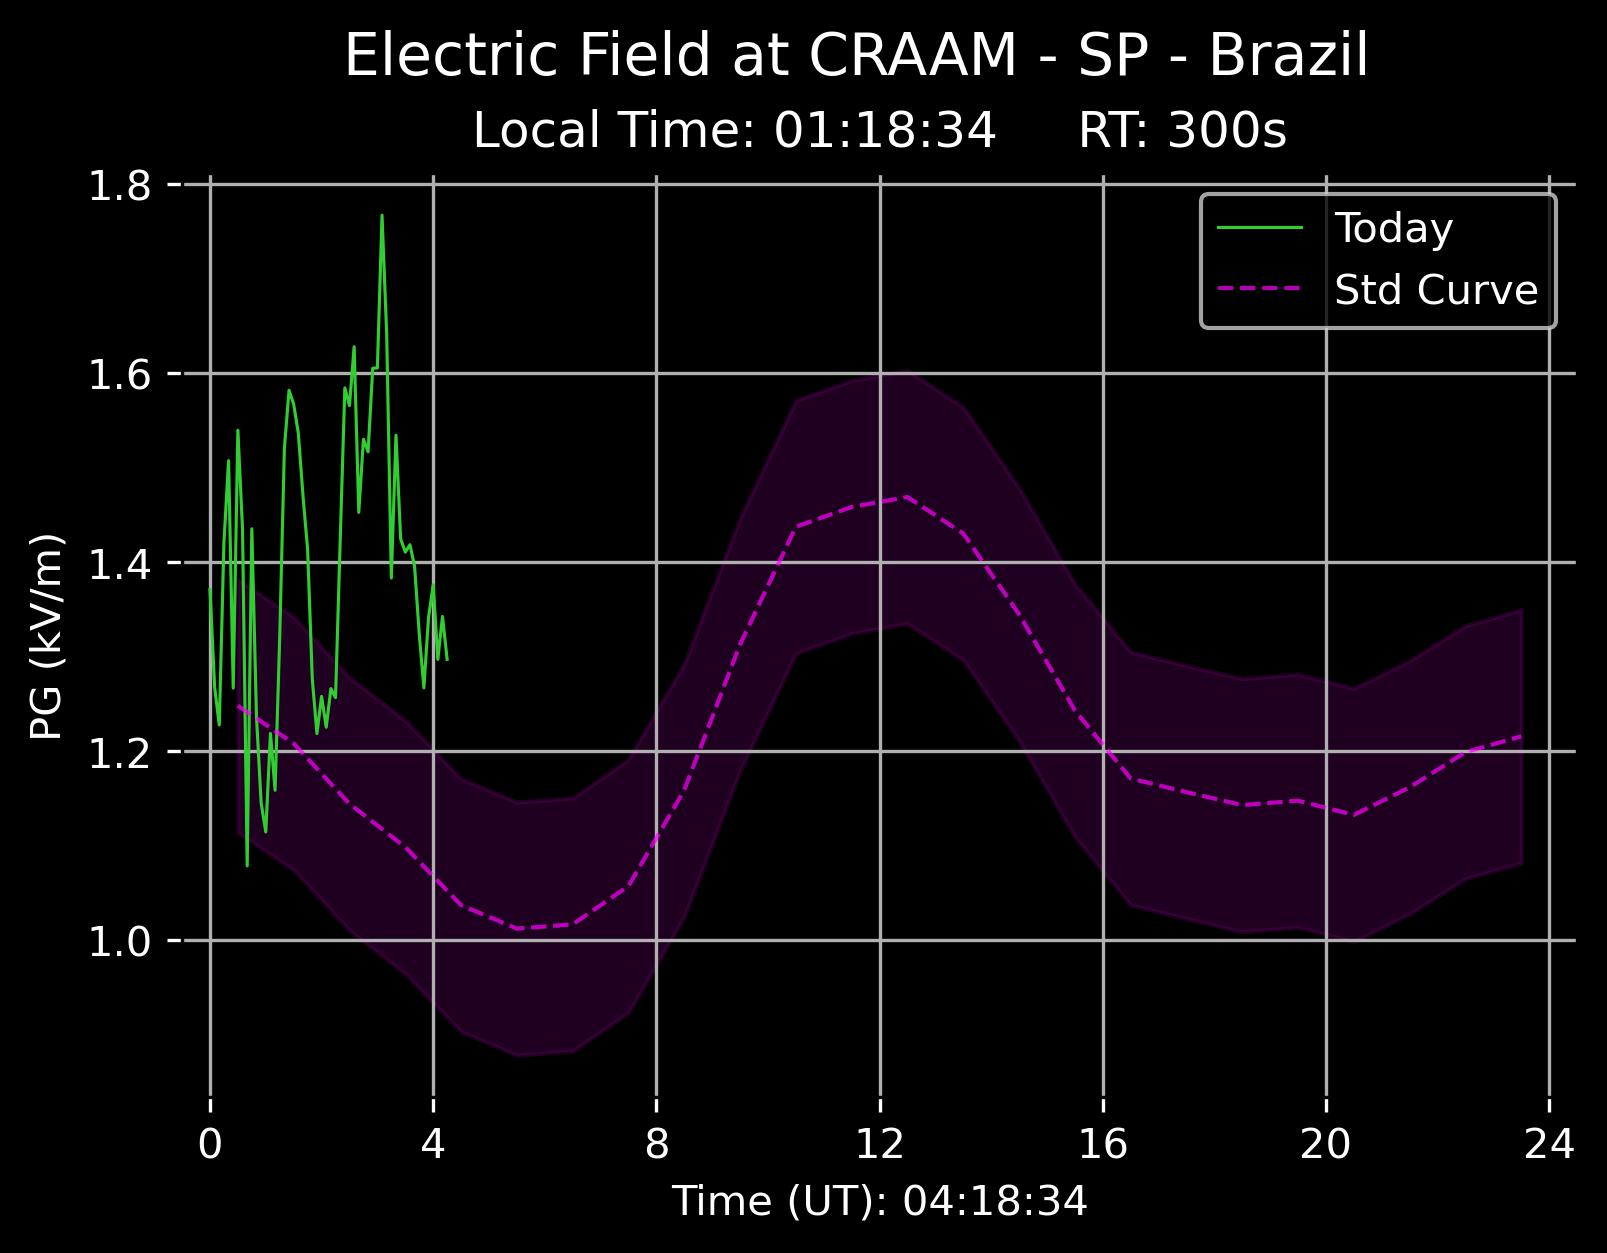 Electric Field at CRAAM - SP - Brazil
Local Time: 01:18:34 RT: 300s
Today
Std Curve
PG (kV/m)
1.8
1.6
1.4
1.2
1.0
0 4 8 12 16 20 24
Time (UT): 04:18:34